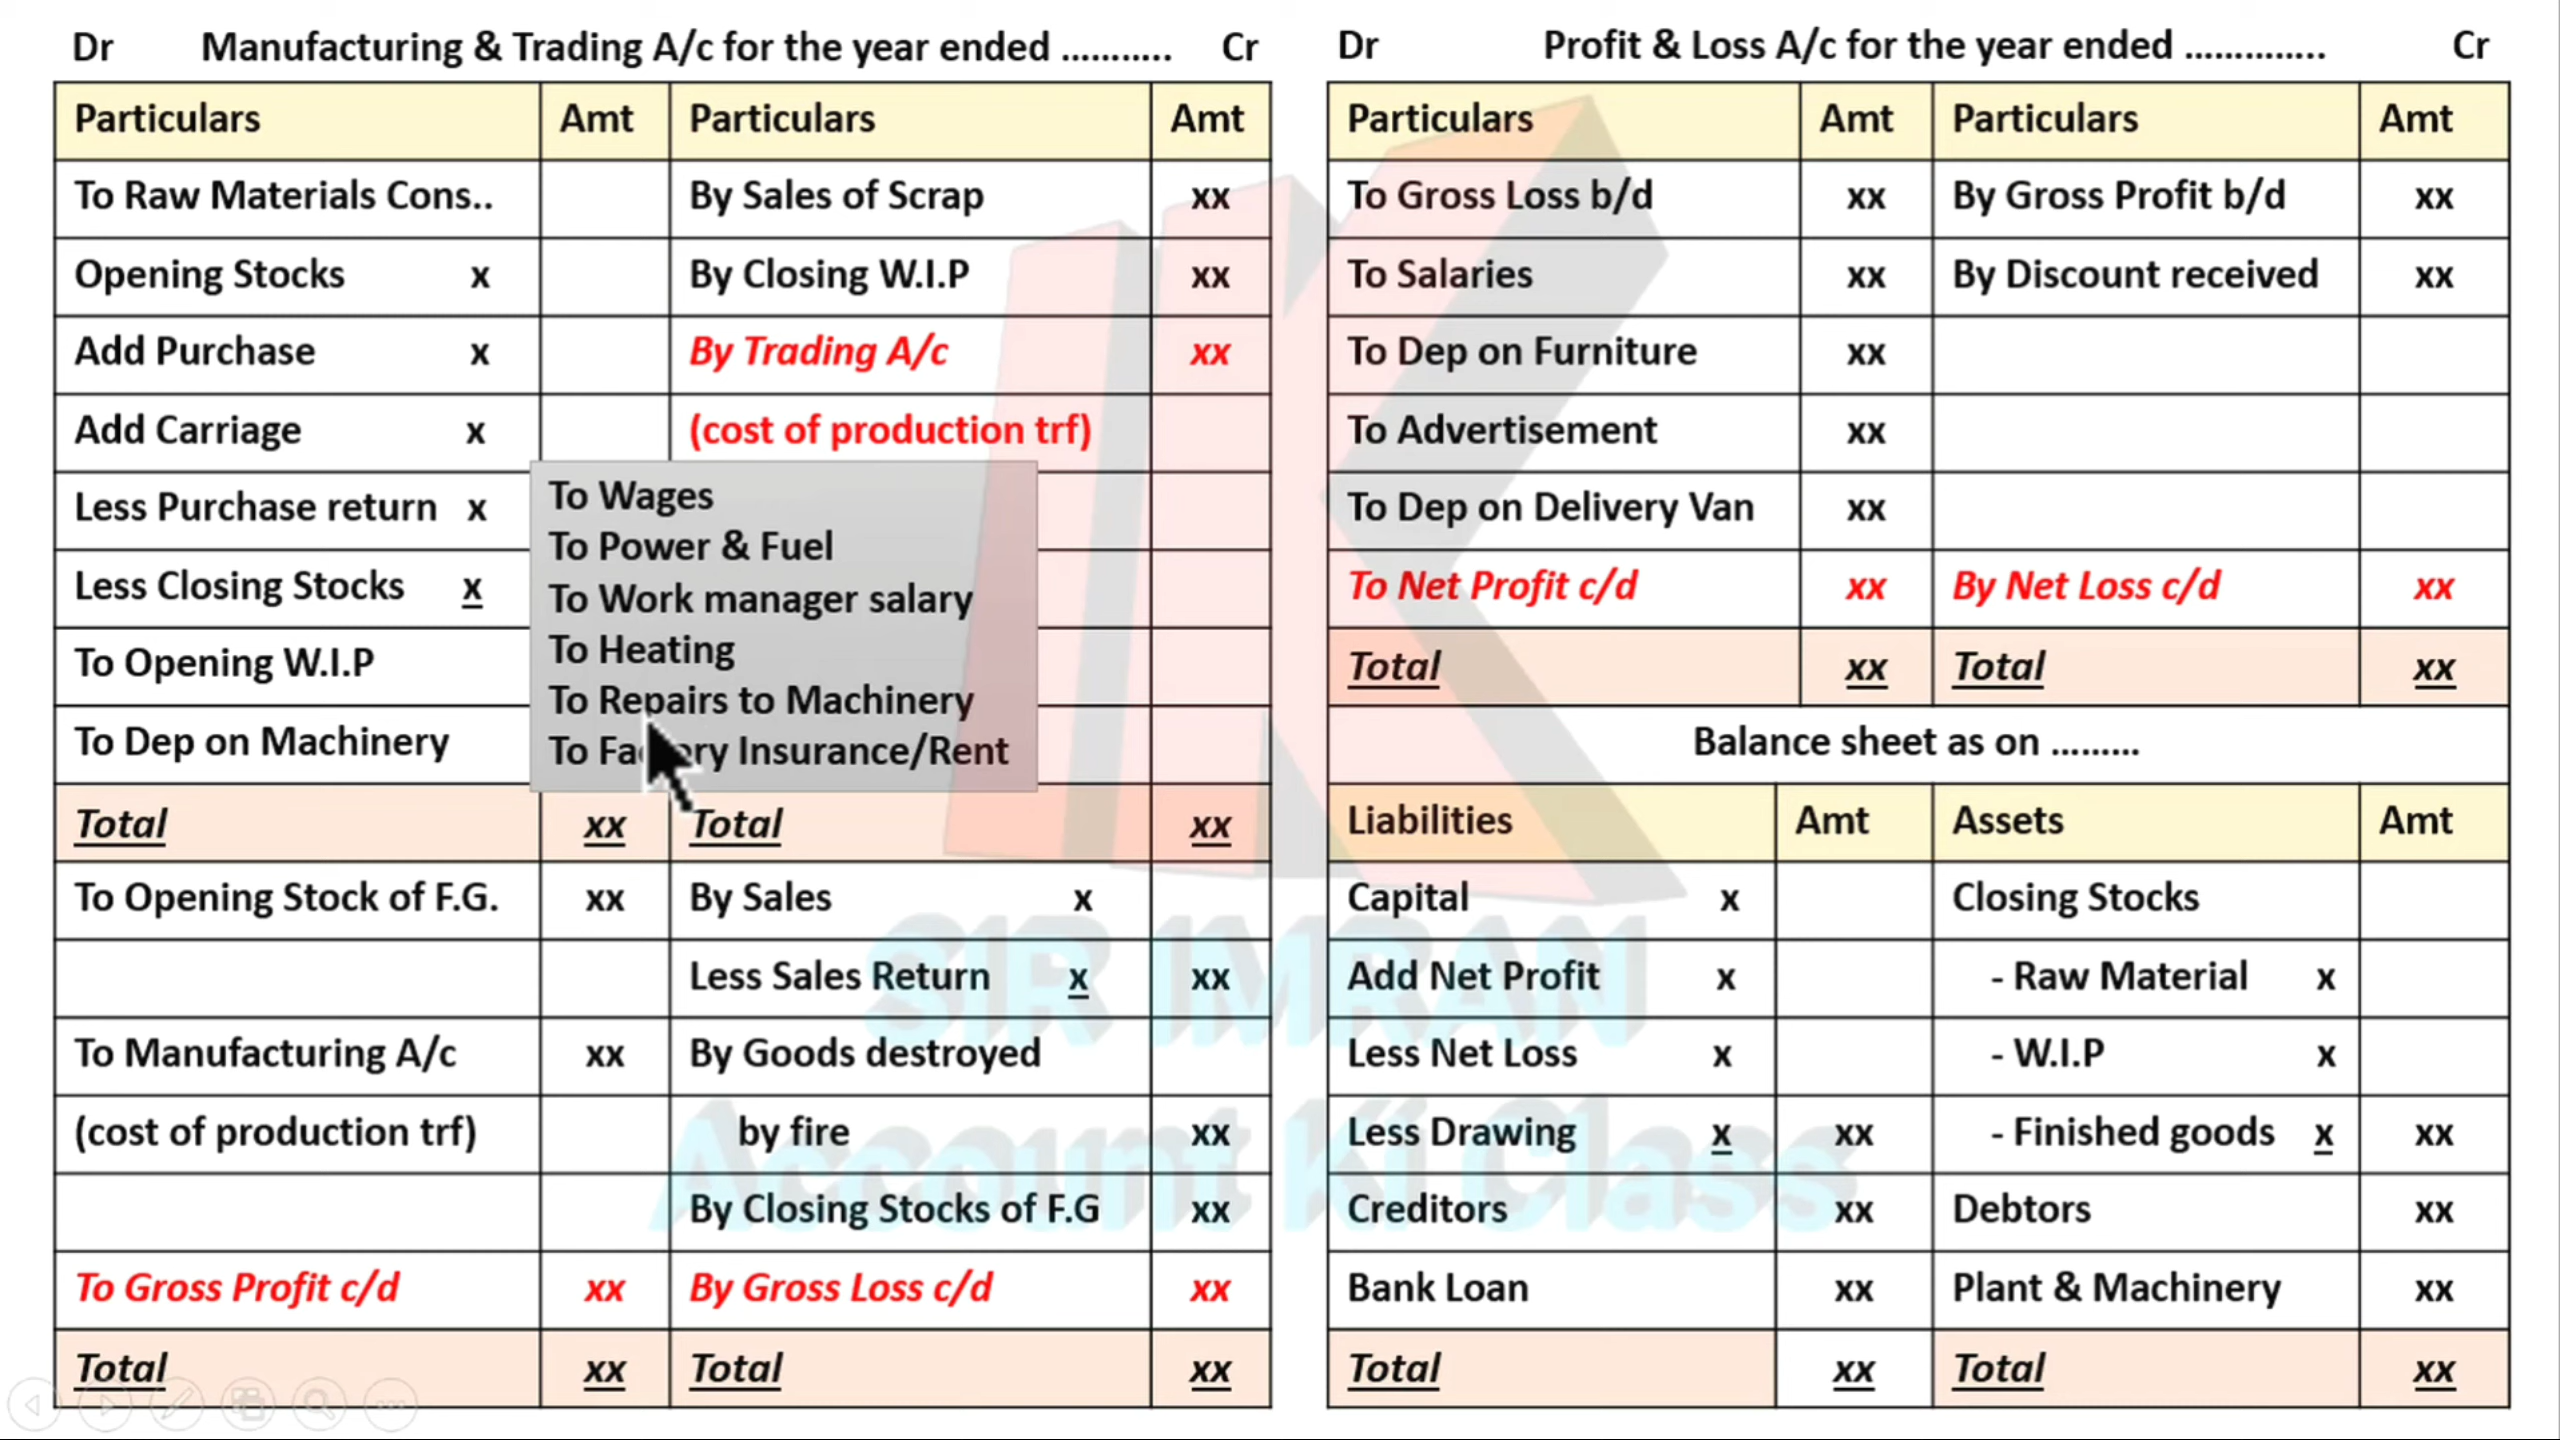 Dr Manufacturing & Trading A/c for the year ended ........... Cr
Particulars Amt Particulars Amt
To Raw Materials Cons.. By Sales of Scrap xx
Opening Stocks x By Closing W.I.P xx
Add Purchase x By Trading A/c xx
Add Carriage x (cost of production trf)
Less Purchase return x
Less Closing Stocks x
To Opening W.I.P
To Dep on Machinery
To Wages
To Power & Fuel
To Work manager salary
To Heating
To Repairs to Machinery
To Factory Insurance/Rent
Total xx Total xx
To Opening Stock of F.G. xx By Sales x
Less Sales Return x xx
To Manufacturing A/c xx By Goods destroyed
(cost of production trf) by fire xx
By Closing Stocks of F.G xx
To Gross Profit c/d xx By Gross Loss c/d xx
Total xx Total xx
Dr Profit & Loss A/c for the year ended .............. Cr
Particulars Amt Particulars Amt
To Gross Loss b/d xx By Gross Profit b/d xx
To Salaries xx By Discount received xx
To Dep on Furniture xx
To Advertisement xx
To Dep on Delivery Van xx
To Net Profit c/d xx By Net Loss c/d xx
Total xx Total xx
Balance sheet as on .........
Liabilities Amt Assets Amt
Capital x Closing Stocks
Add Net Profit x - Raw Material x
Less Net Loss x - W.I.P x
Less Drawing x xx - Finished goods x xx
Creditors xx Debtors xx
Bank Loan xx Plant & Machinery xx
Total xx Total xx
SIR IMRAN
Account Ki Class